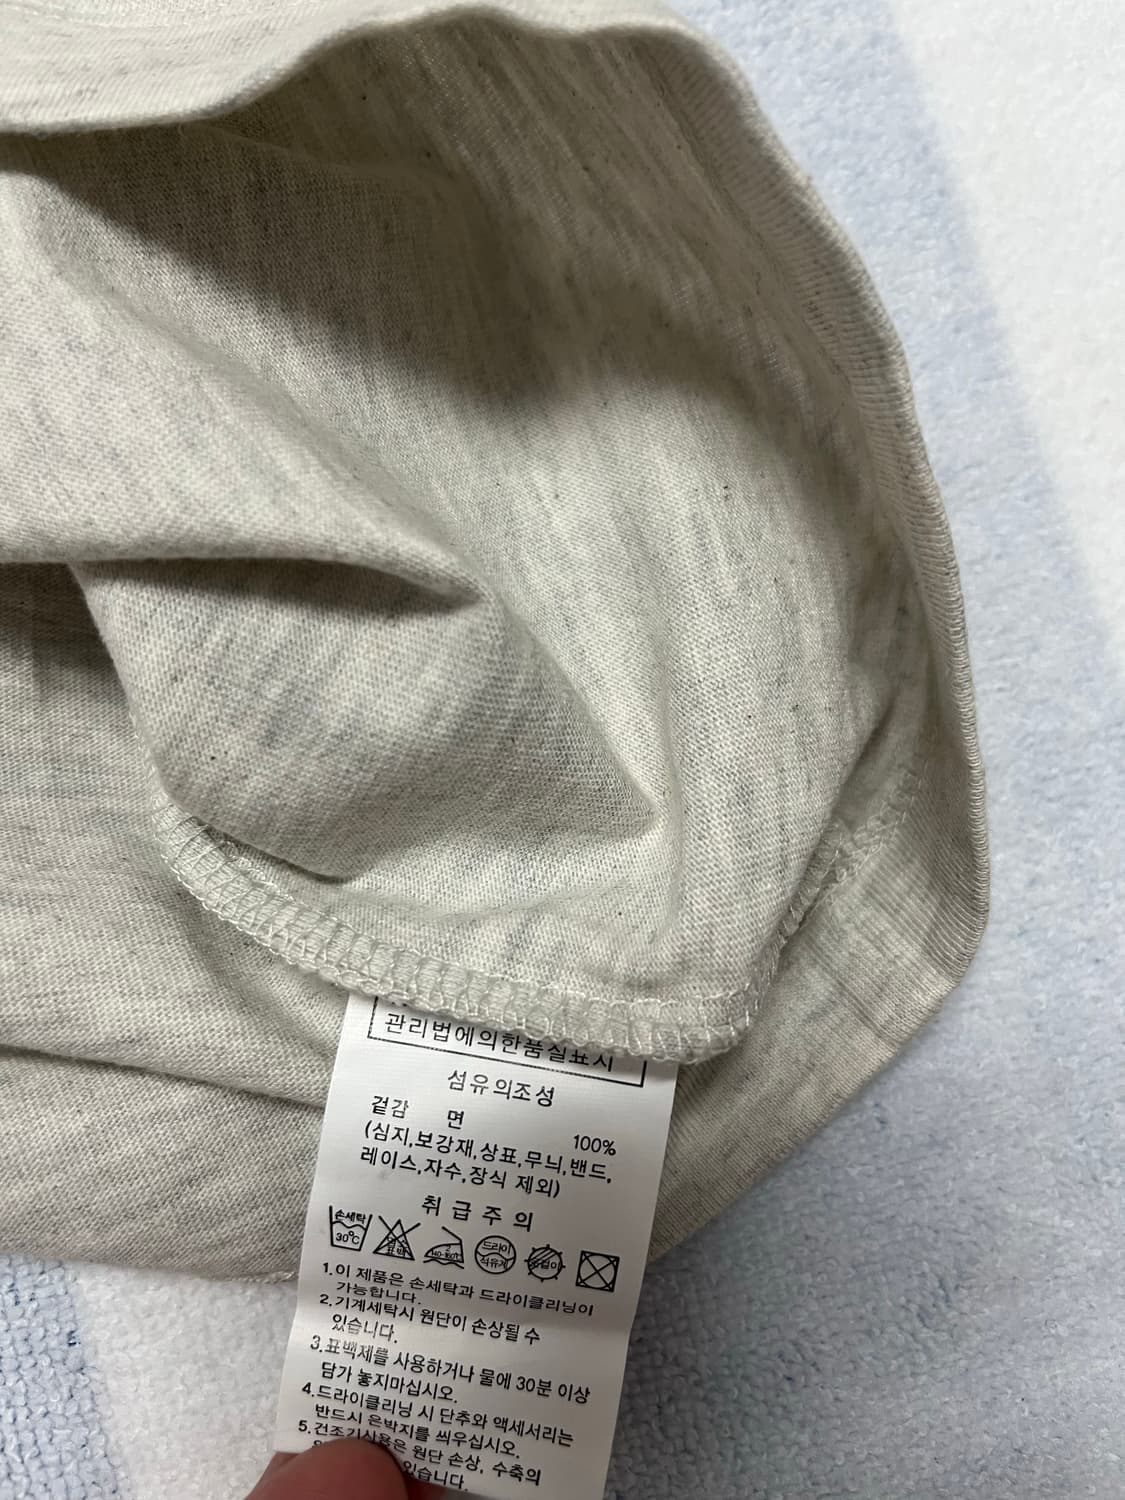 관리법에의한품질표시
섬유의조성
겉감 면 100%
(심지,보강재,상표,무늬,밴드,
레이스,자수,장식 제외)
취급주의
손세탁
30℃
표백
드라이
석유계
1.이 제품은 손세탁과 드라이클리닝이
가능합니다.
2.기계세탁시 원단이 손상될 수
있습니다.
3.표백제를 사용하거나 물에 30분 이상
담가 놓지마십시오.
4.드라이클리닝 시 단추와 액세서리는
반드시 은박지를 씌우십시오.
5.건조기사용은 원단 손상, 수축의
있습니다.